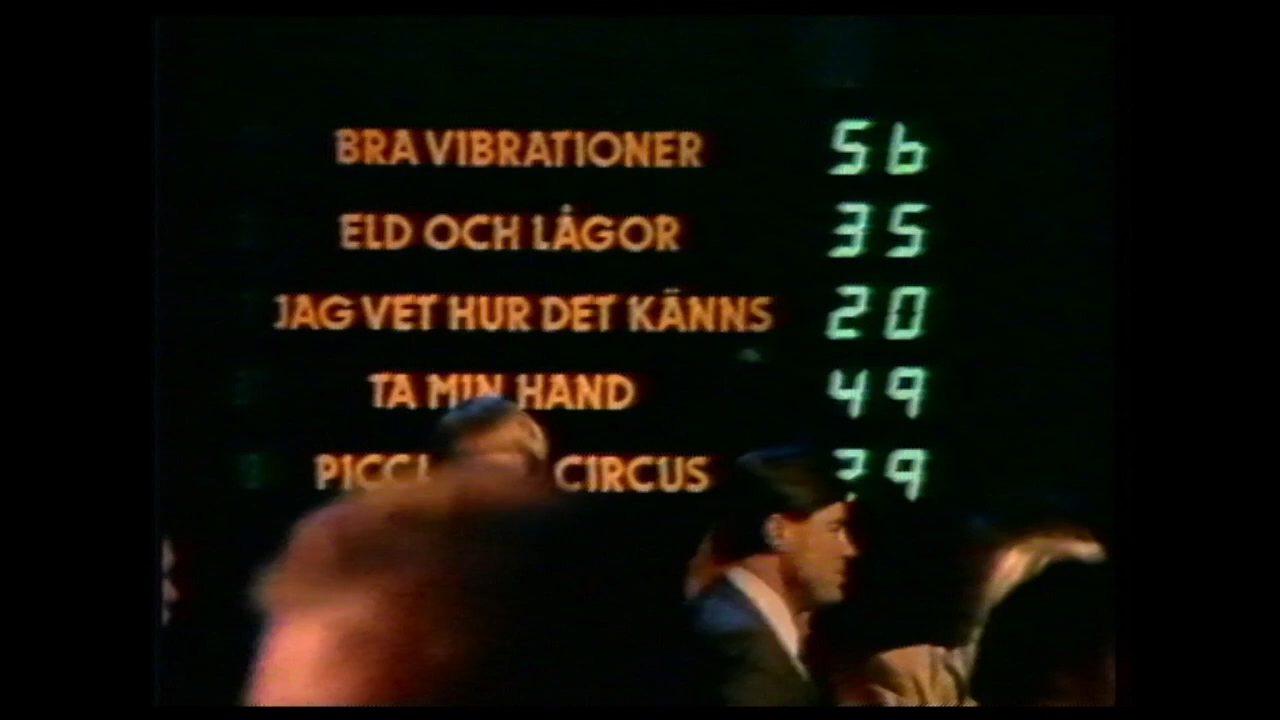 BRA VIBRATIONER 56
ELD OCH LÅGOR 35
JAG VET HUR DET KÄNNS 20
TA MIN HAND 49
CIRCUS